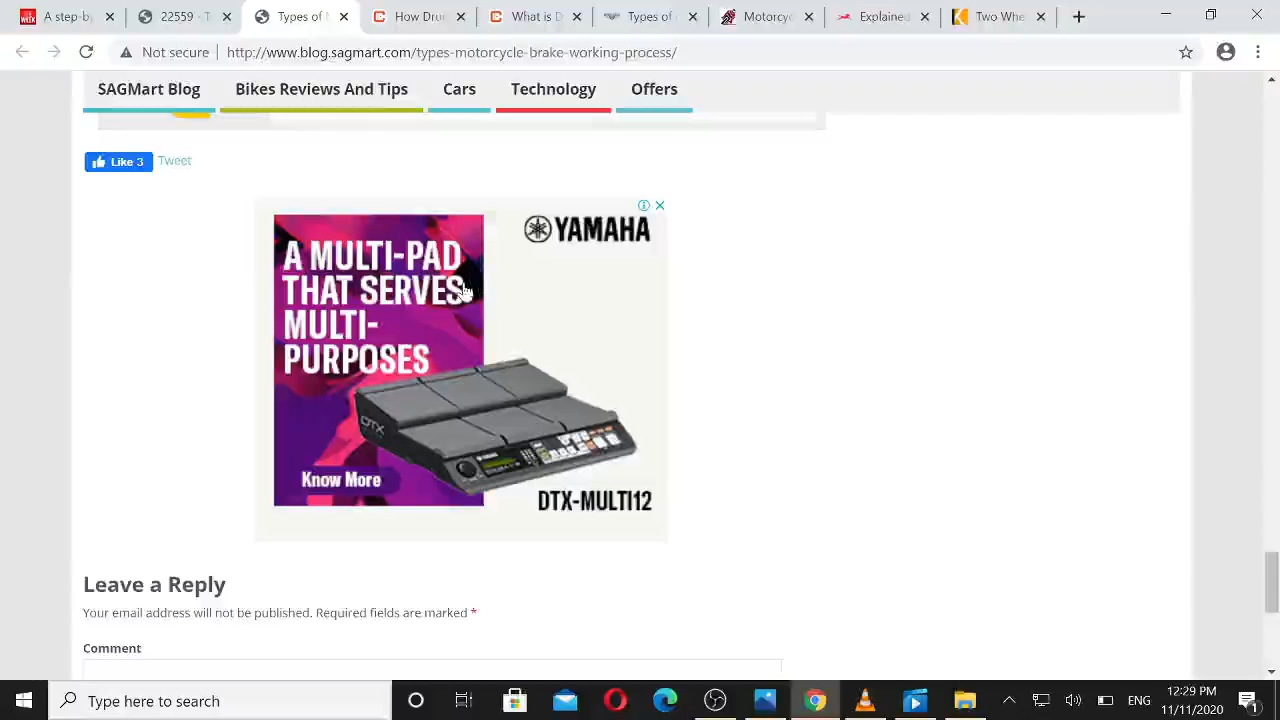 A step-b
22559
Types of
How Dru
What is D
Types of
Motorcyc
Explained
Two Whe
Not secure
http://www.blog.sagmart.com/types-motorcycle-brake-working-process/
SAGMart Blog
Bikes Reviews And Tips
Cars
Technology
Offers
Like 3
Tweet
YAMAHA
A MULTI-PAD
THAT SERVES
MULTI-
PURPOSES
DTX
Know More
DTX-MULTI12
Leave a Reply
Your email address will not be published. Required fields are marked *
Comment
Type here to search
ENG
12:29 PM
11/11/2020
1